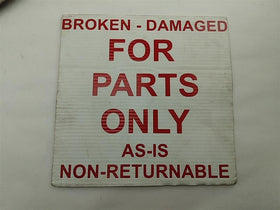 BROKEN - DAMAGED
FOR
PARTS
ONLY
AS-IS
NON-RETURNABLE